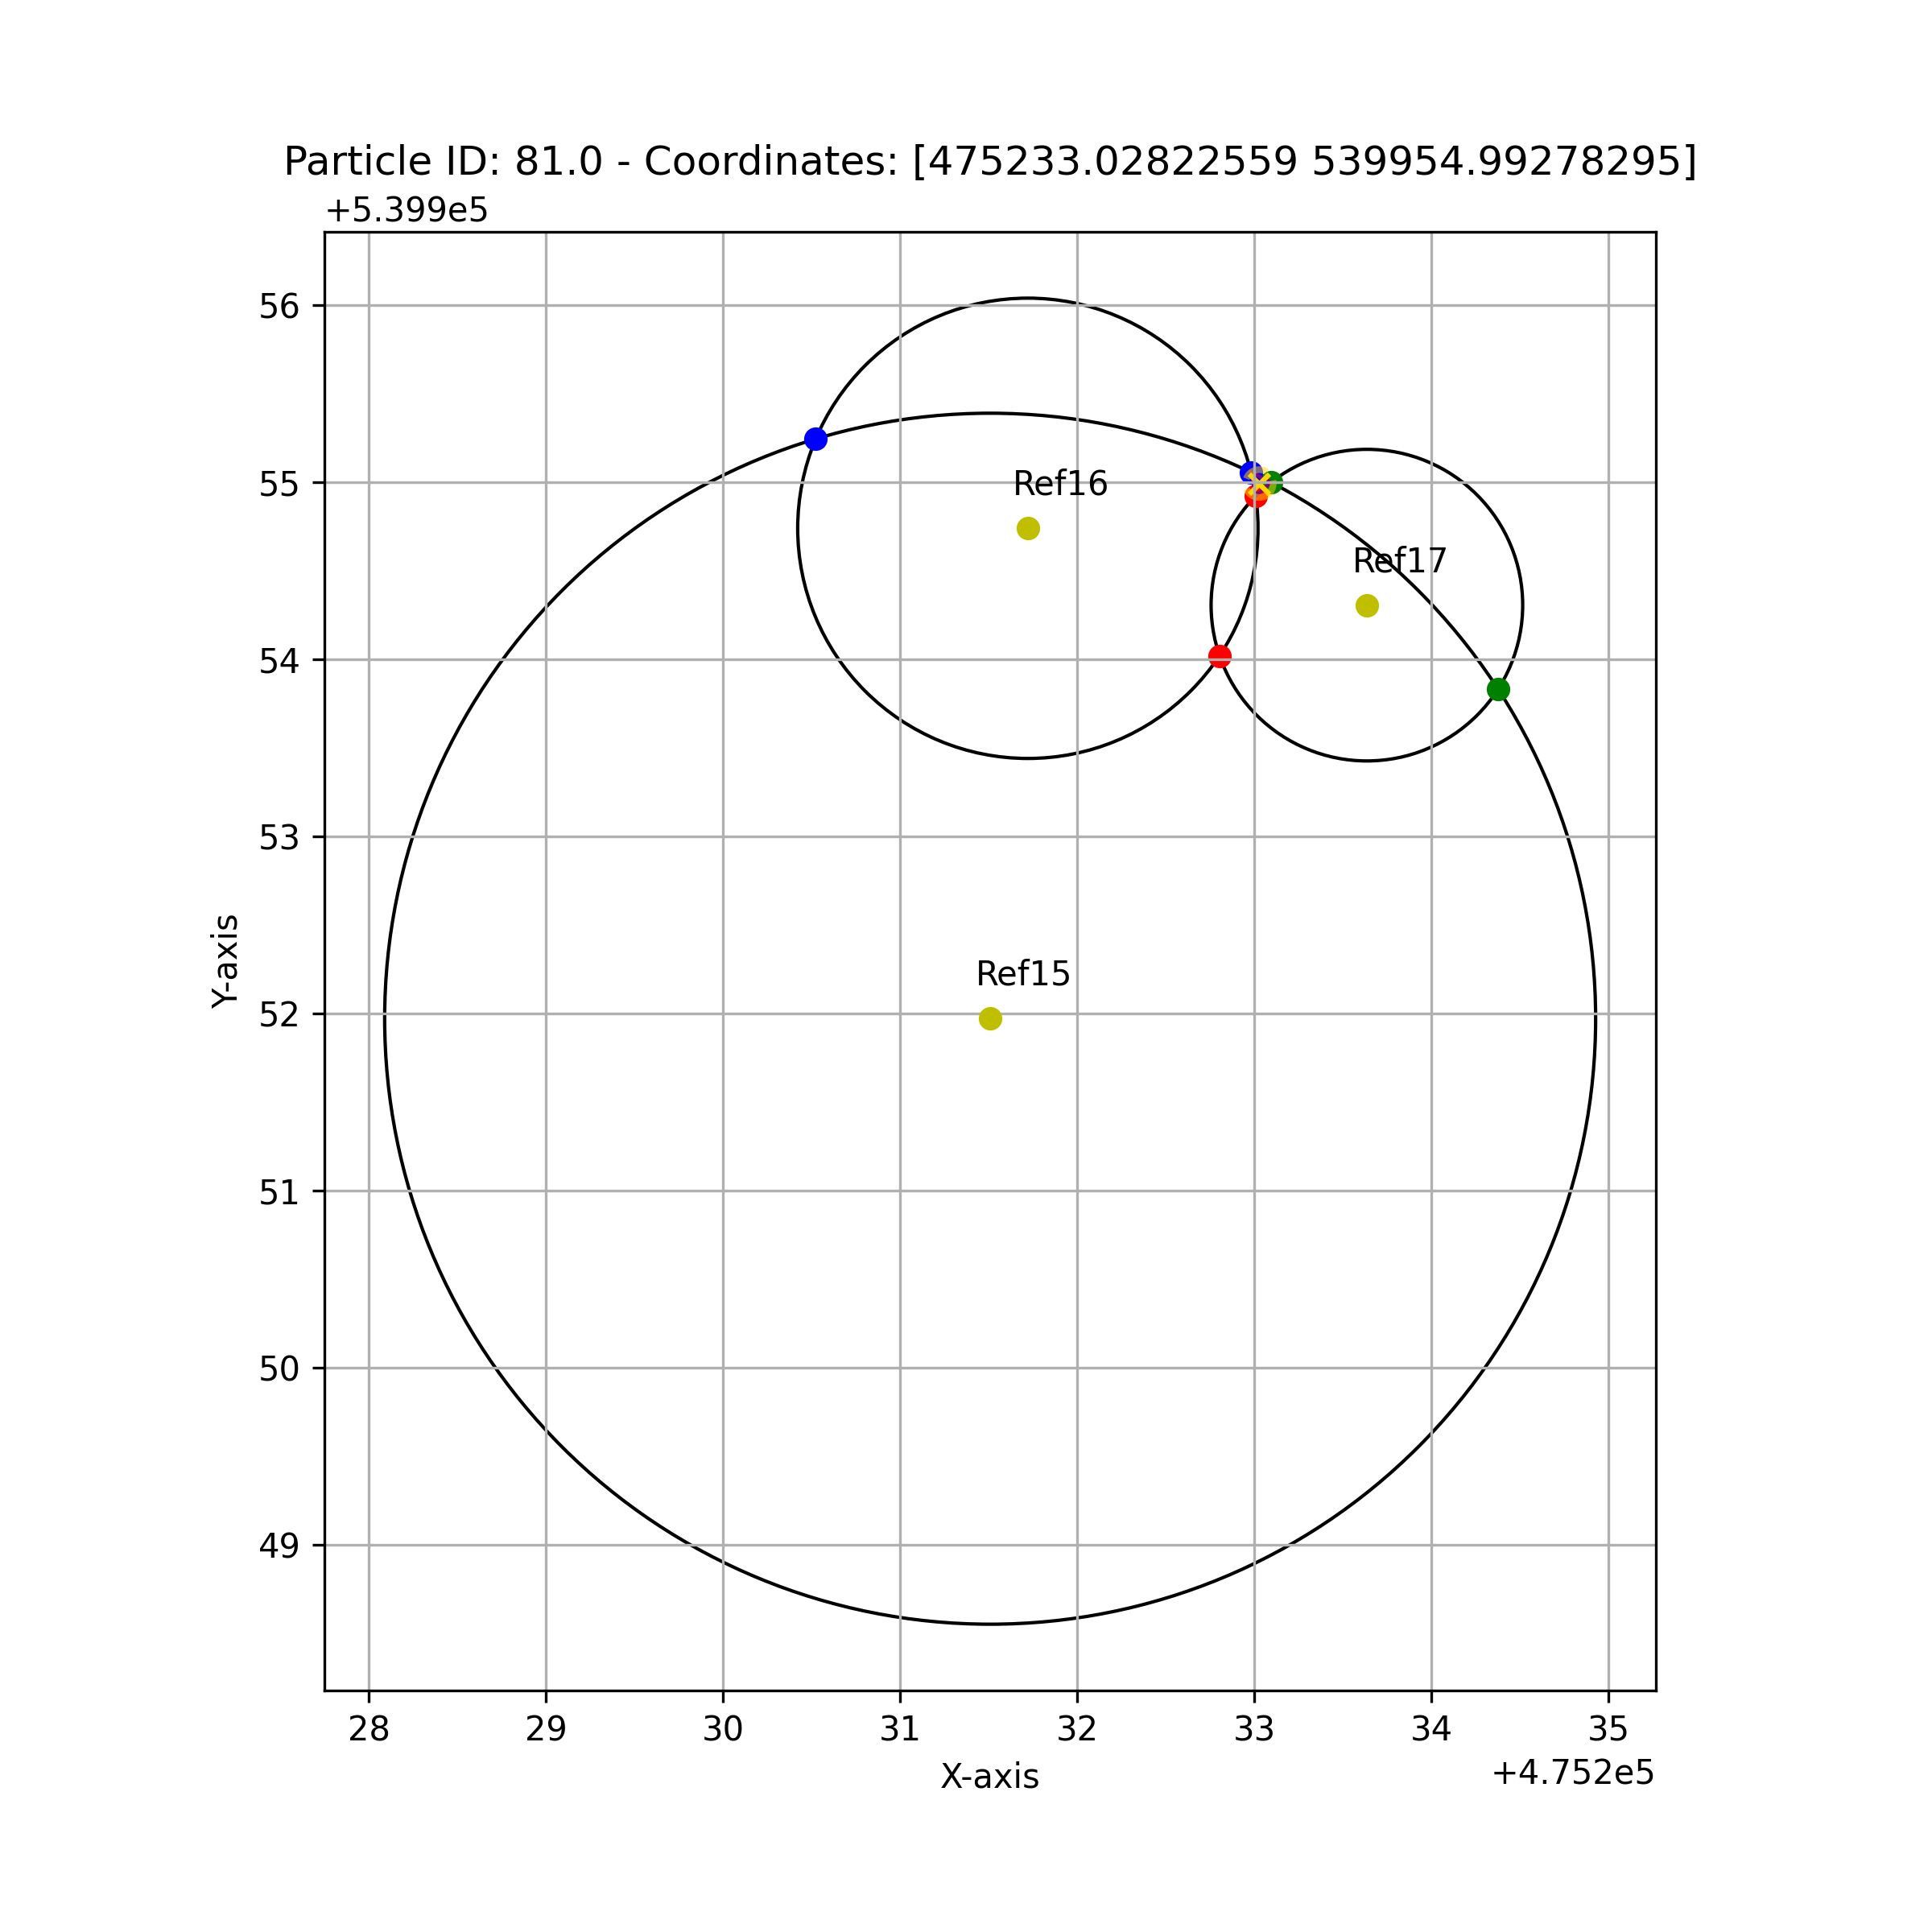 Particle ID: 81.0 - Coordinates: [475233.02822559 539954.99278295]
+5.399e5
56
55
54
53
52
51
50
49
Y-axis
Ref16
Ref17
Ref15
28 29 30 31 32 33 34 35
X-axis
+4.752e5